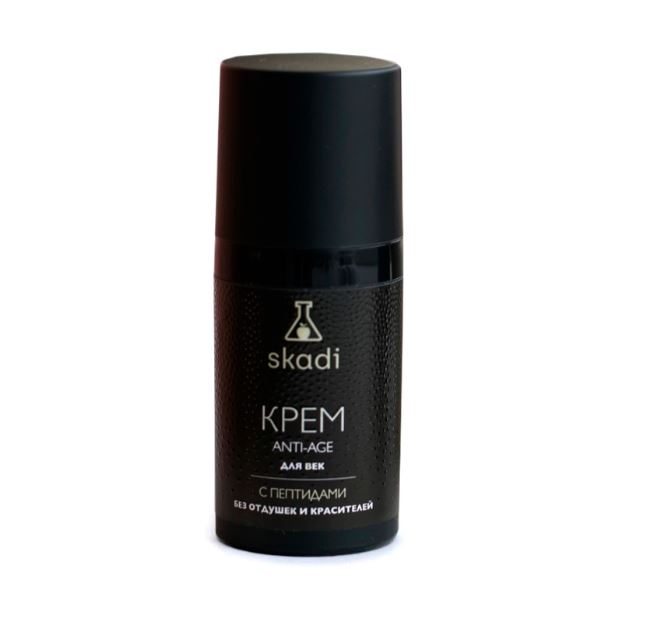 skadi
КРЕМ
ANTI-AGE
ДЛЯ ВЕК
С ПЕПТИДАМИ
БЕЗ ОТДУШЕК И КРАСИТЕЛЕЙ